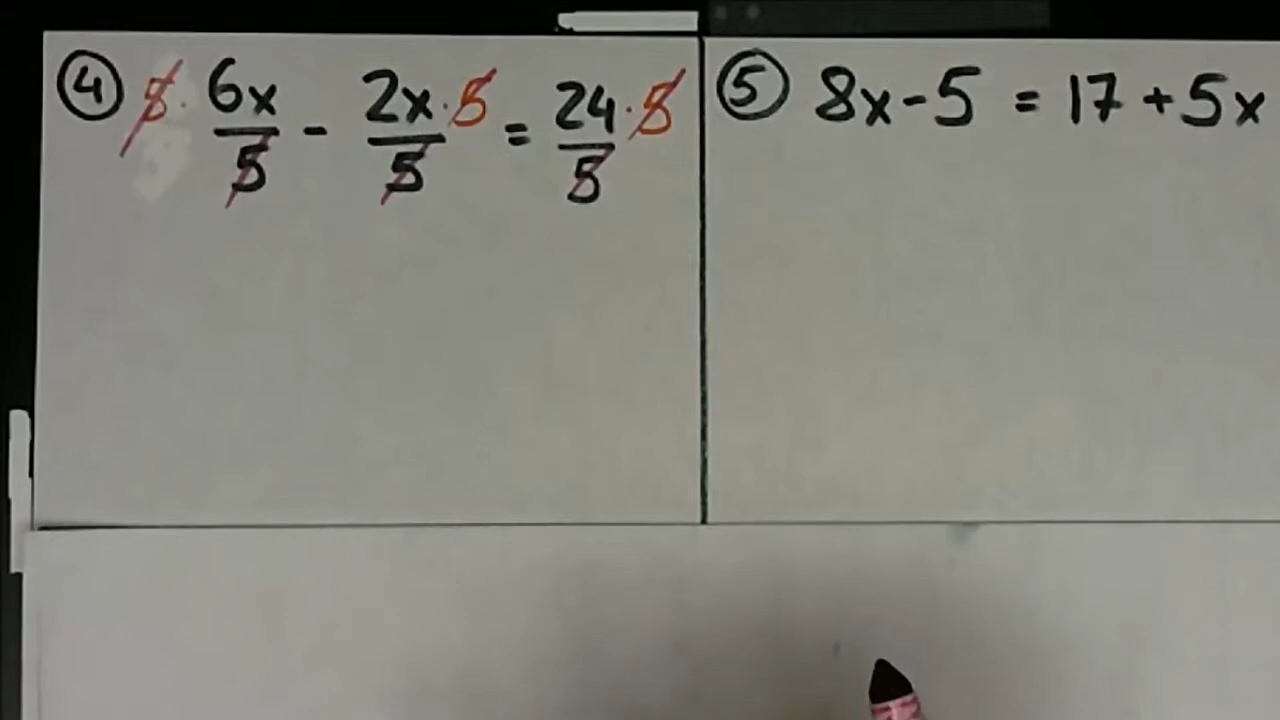 ④ 5 · 6x/5 - 2x · 5/5 = 24 · 5/5
⑤ 8x - 5 = 17 + 5x